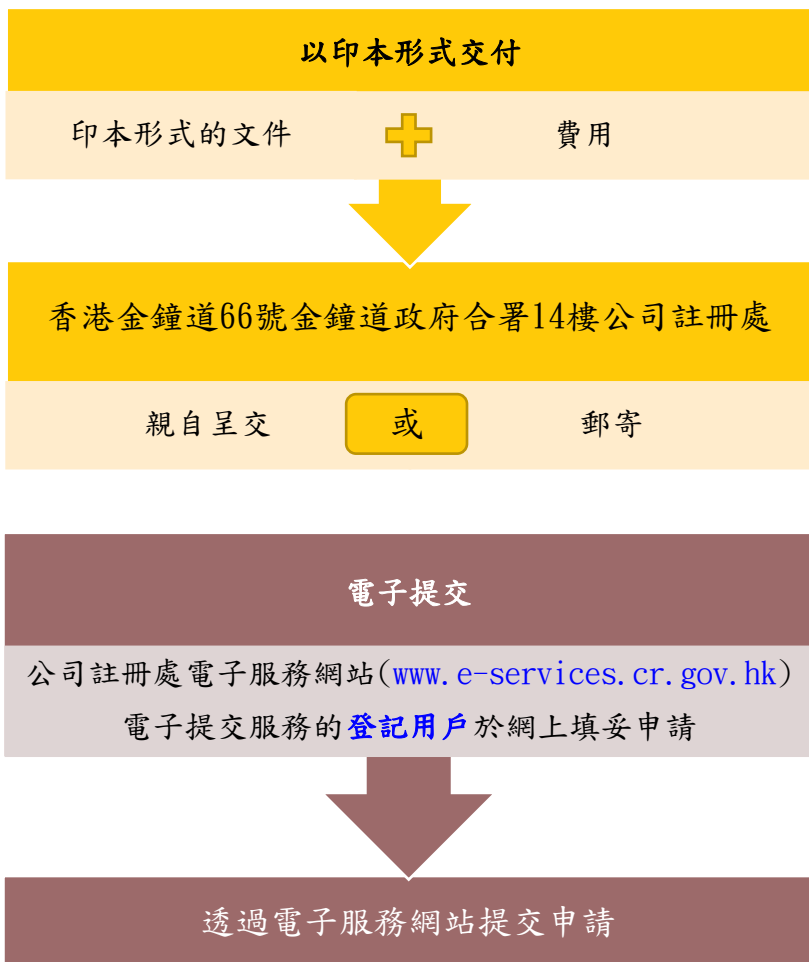 以印本形式交付
印本形式的文件 費用
香港金鐘道66號金鐘道政府合署14樓公司註冊處
親自呈交 或 郵寄
電子提交
公司註冊處電子服務網站(www.e-services.cr.gov.hk)
電子提交服務的登記用戶於網上填妥申請
透過電子服務網站提交申請